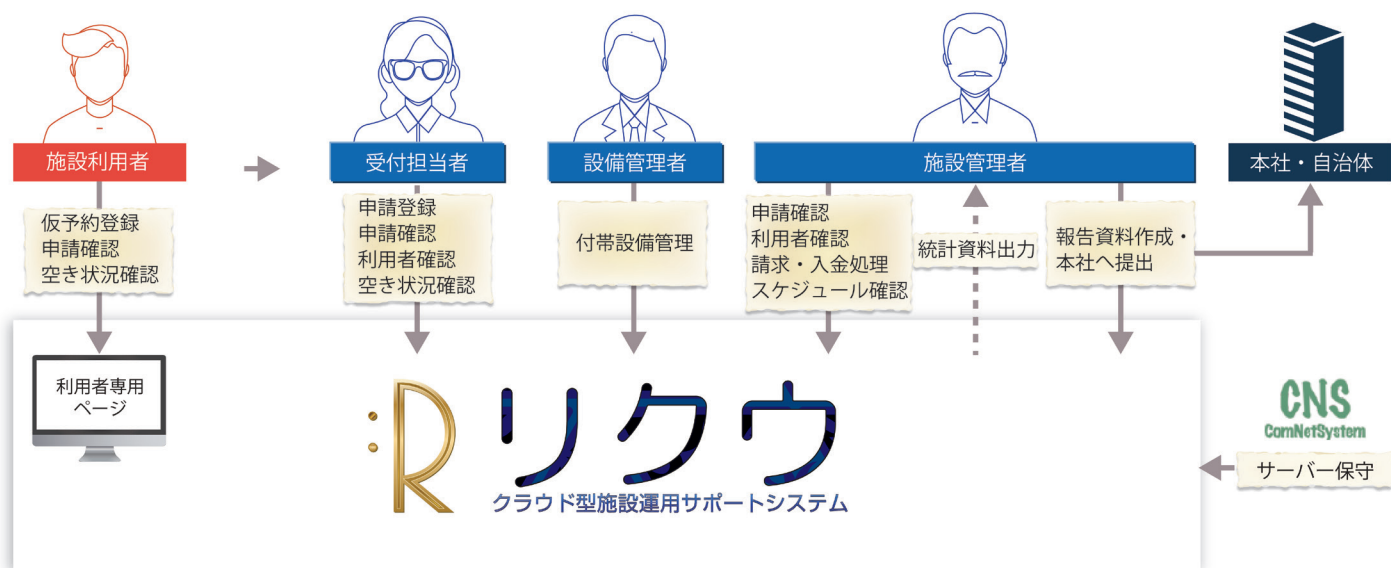 施設利用者
仮予約登録
申請確認
空き状況確認
利用者専用
ページ
受付担当者
申請登録
申請確認
利用者確認
空き状況確認
設備管理者
付帯設備管理
施設管理者
申請確認
利用者確認
請求・入金処理
スケジュール確認
統計資料出力
報告資料作成・
本社へ提出
本社・自治体
:R リクウ
クラウド型施設運用サポートシステム
CNS
ComNetSystem
サーバー保守